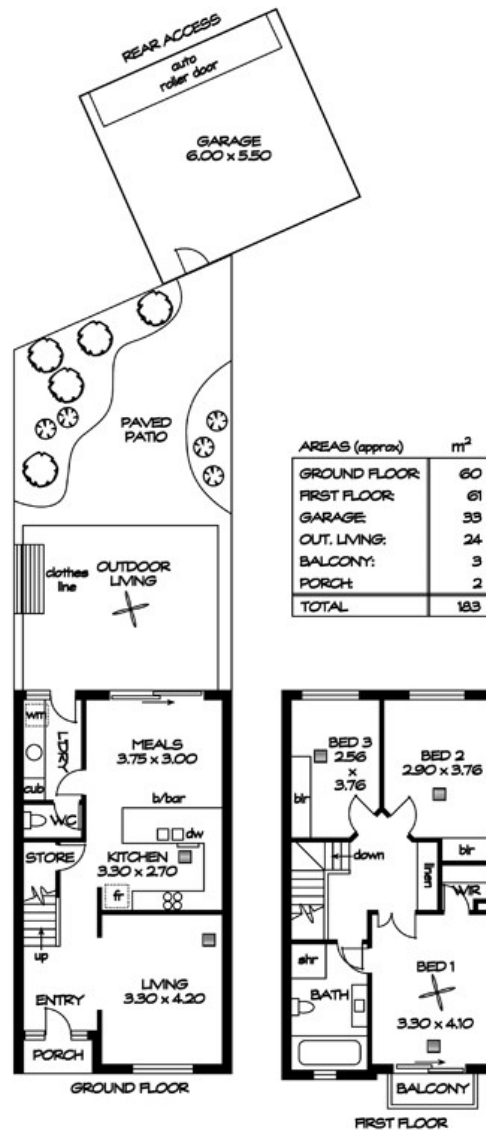 REAR ACCESS
auto
roller door
GARAGE
6.00 x 5.50
PAVED
PATIO
clothes
line
OUTDOOR
LIVING
AREAS (approx) m²
GROUND FLOOR: 60
FIRST FLOOR: 61
GARAGE: 33
OUT. LIVING: 24
BALCONY: 3
PORCH: 2
TOTAL 183
wm
L'DRY
cub
WC
MEALS
3.75 x 3.00
b/bar
dw
STORE
KITCHEN
3.30 x 2.70
fr
up
LIVING
3.30 x 4.20
ENTRY
PORCH
GROUND FLOOR
BED 3
2.56
x
3.76
BED 2
2.90 x 3.76
bir
bir
down
linen
WIR
shr
BATH
BED 1
3.30 x 4.10
BALCONY
FIRST FLOOR